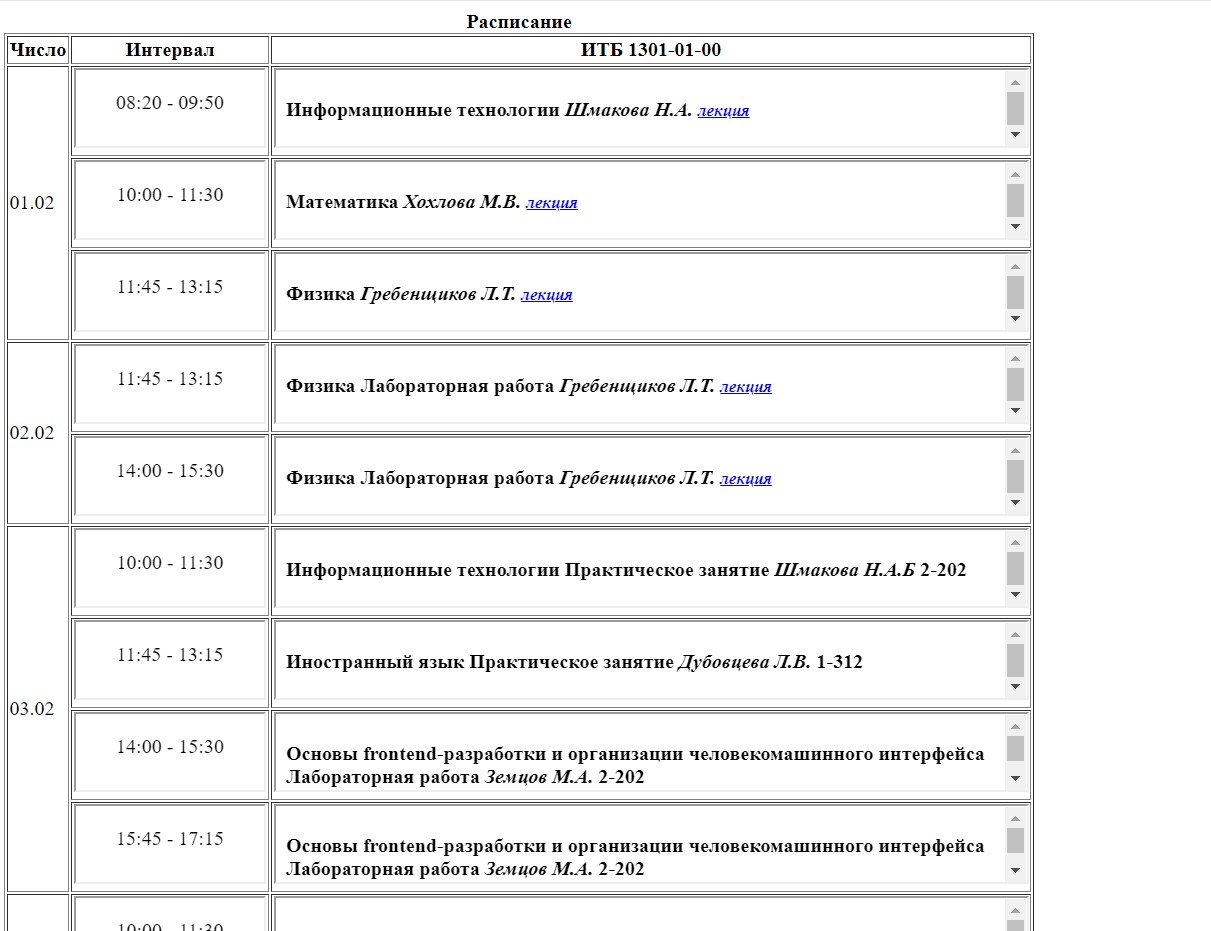 Расписание
Число Интервал ИТБ 1301-01-00
01.02
08:20 - 09:50 Информационные технологии Шмакова Н.А. лекция
10:00 - 11:30 Математика Хохлова М.В. лекция
11:45 - 13:15 Физика Гребенщиков Л.Т. лекция
02.02
11:45 - 13:15 Физика Лабораторная работа Гребенщиков Л.Т. лекция
14:00 - 15:30 Физика Лабораторная работа Гребенщиков Л.Т. лекция
03.02
10:00 - 11:30 Информационные технологии Практическое занятие Шмакова Н.А.Б 2-202
11:45 - 13:15 Иностранный язык Практическое занятие Дубовцева Л.В. 1-312
14:00 - 15:30 Основы frontend-разработки и организации человекомашинного интерфейса
Лабораторная работа Земцов М.А. 2-202
15:45 - 17:15 Основы frontend-разработки и организации человекомашинного интерфейса
Лабораторная работа Земцов М.А. 2-202
10:00 - 11:30